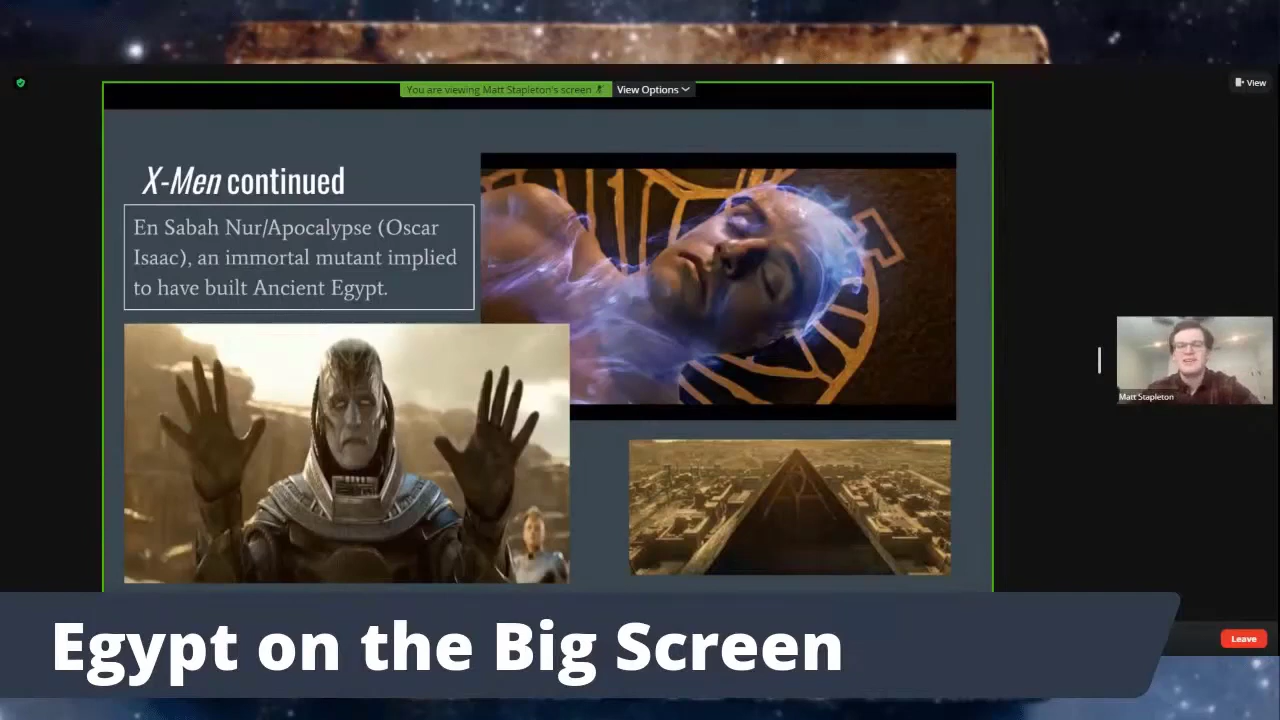 You are viewing Matt Stapleton's screen
View Options
View
X-Men continued
En Sabah Nur/Apocalypse (Oscar
Isaac), an immortal mutant implied
to have built Ancient Egypt.
Matt Stapleton
Leave
Egypt on the Big Screen